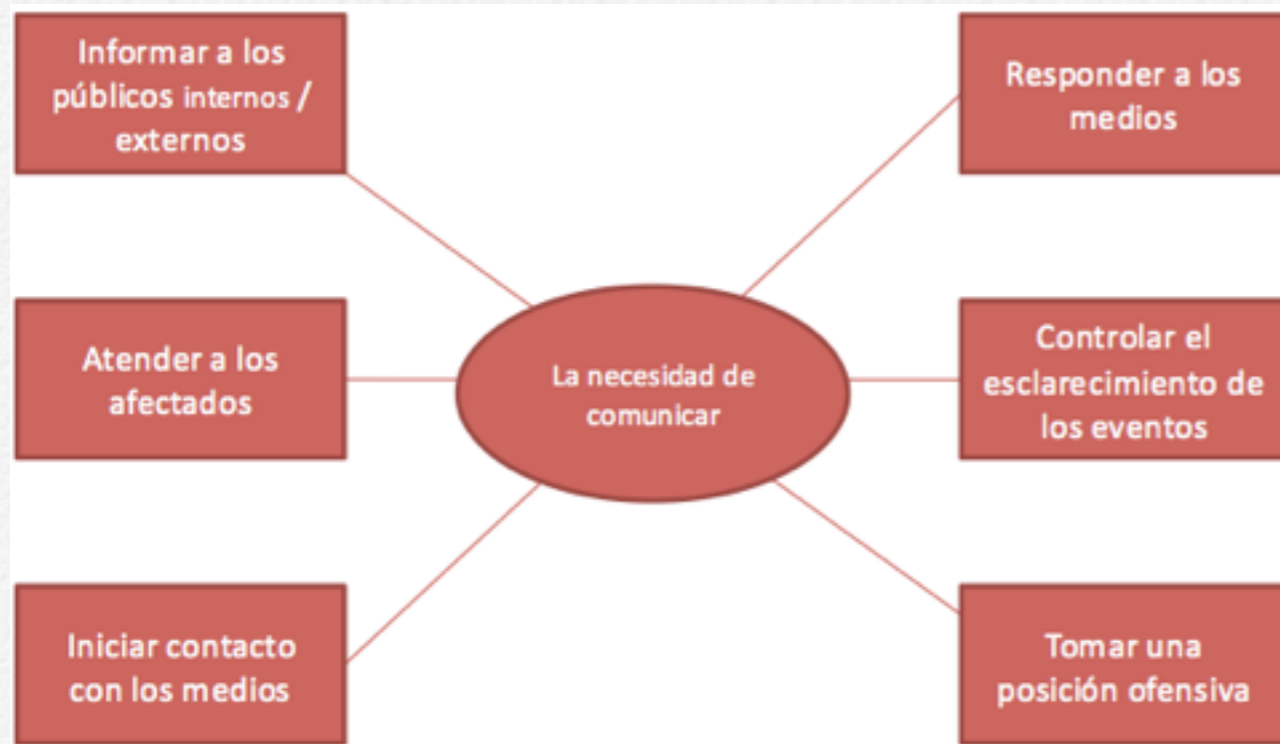 Informar a los
públicos internos /
externos
Responder a los
medios
Atender a los
afectados
La necesidad de
comunicar
Controlar el
esclarecimiento de
los eventos
Iniciar contacto
con los medios
Tomar una
posición ofensiva